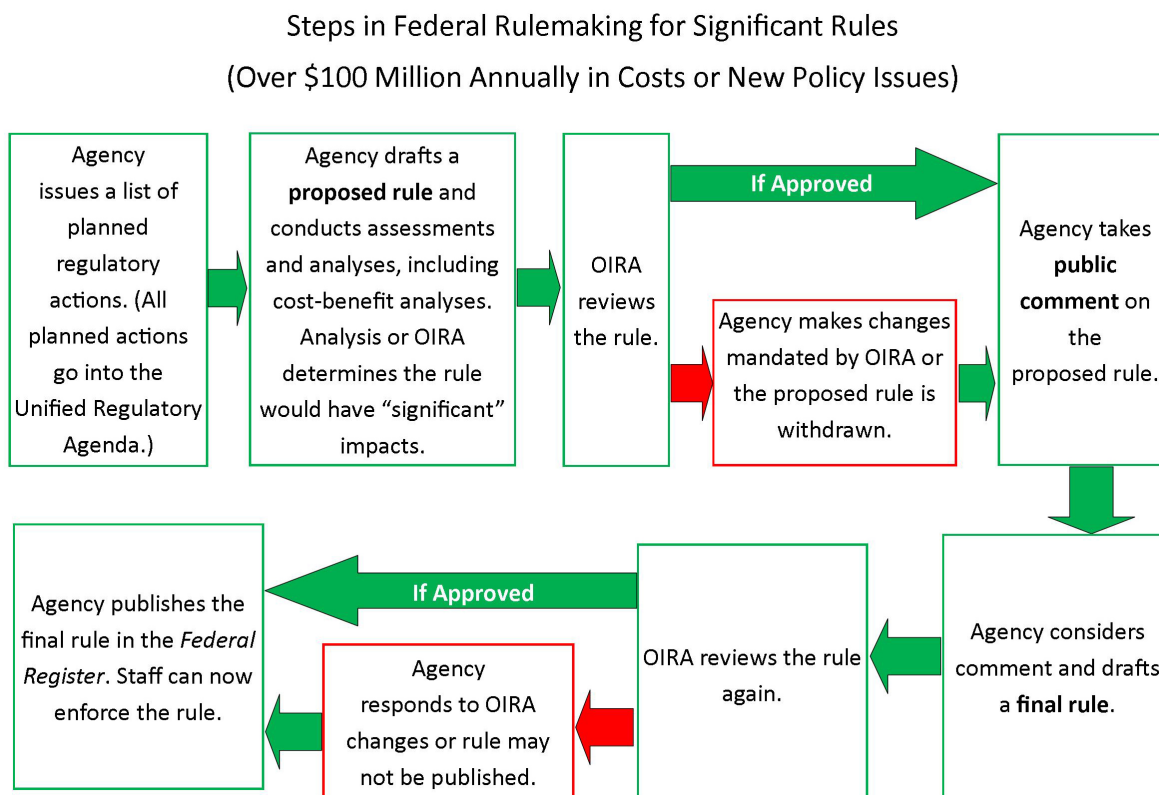 Steps in Federal Rulemaking for Significant Rules
(Over $100 Million Annually in Costs or New Policy Issues)
Agency
issues a list of
planned
regulatory
actions. (All
planned actions
go into the
Unified Regulatory
Agenda.)
Agency drafts a
proposed rule and
conducts assessments
and analyses, including
cost-benefit analyses.
Analysis or OIRA
determines the rule
would have “significant”
impacts.
OIRA
reviews
the rule.
If Approved
Agency makes changes
mandated by OIRA or
the proposed rule is
withdrawn.
Agency takes
public
comment on
the
proposed rule.
Agency considers
comment and drafts
a final rule.
OIRA reviews the rule
again.
If Approved
Agency
responds to OIRA
changes or rule may
not be published.
Agency publishes the
final rule in the Federal
Register. Staff can now
enforce the rule.